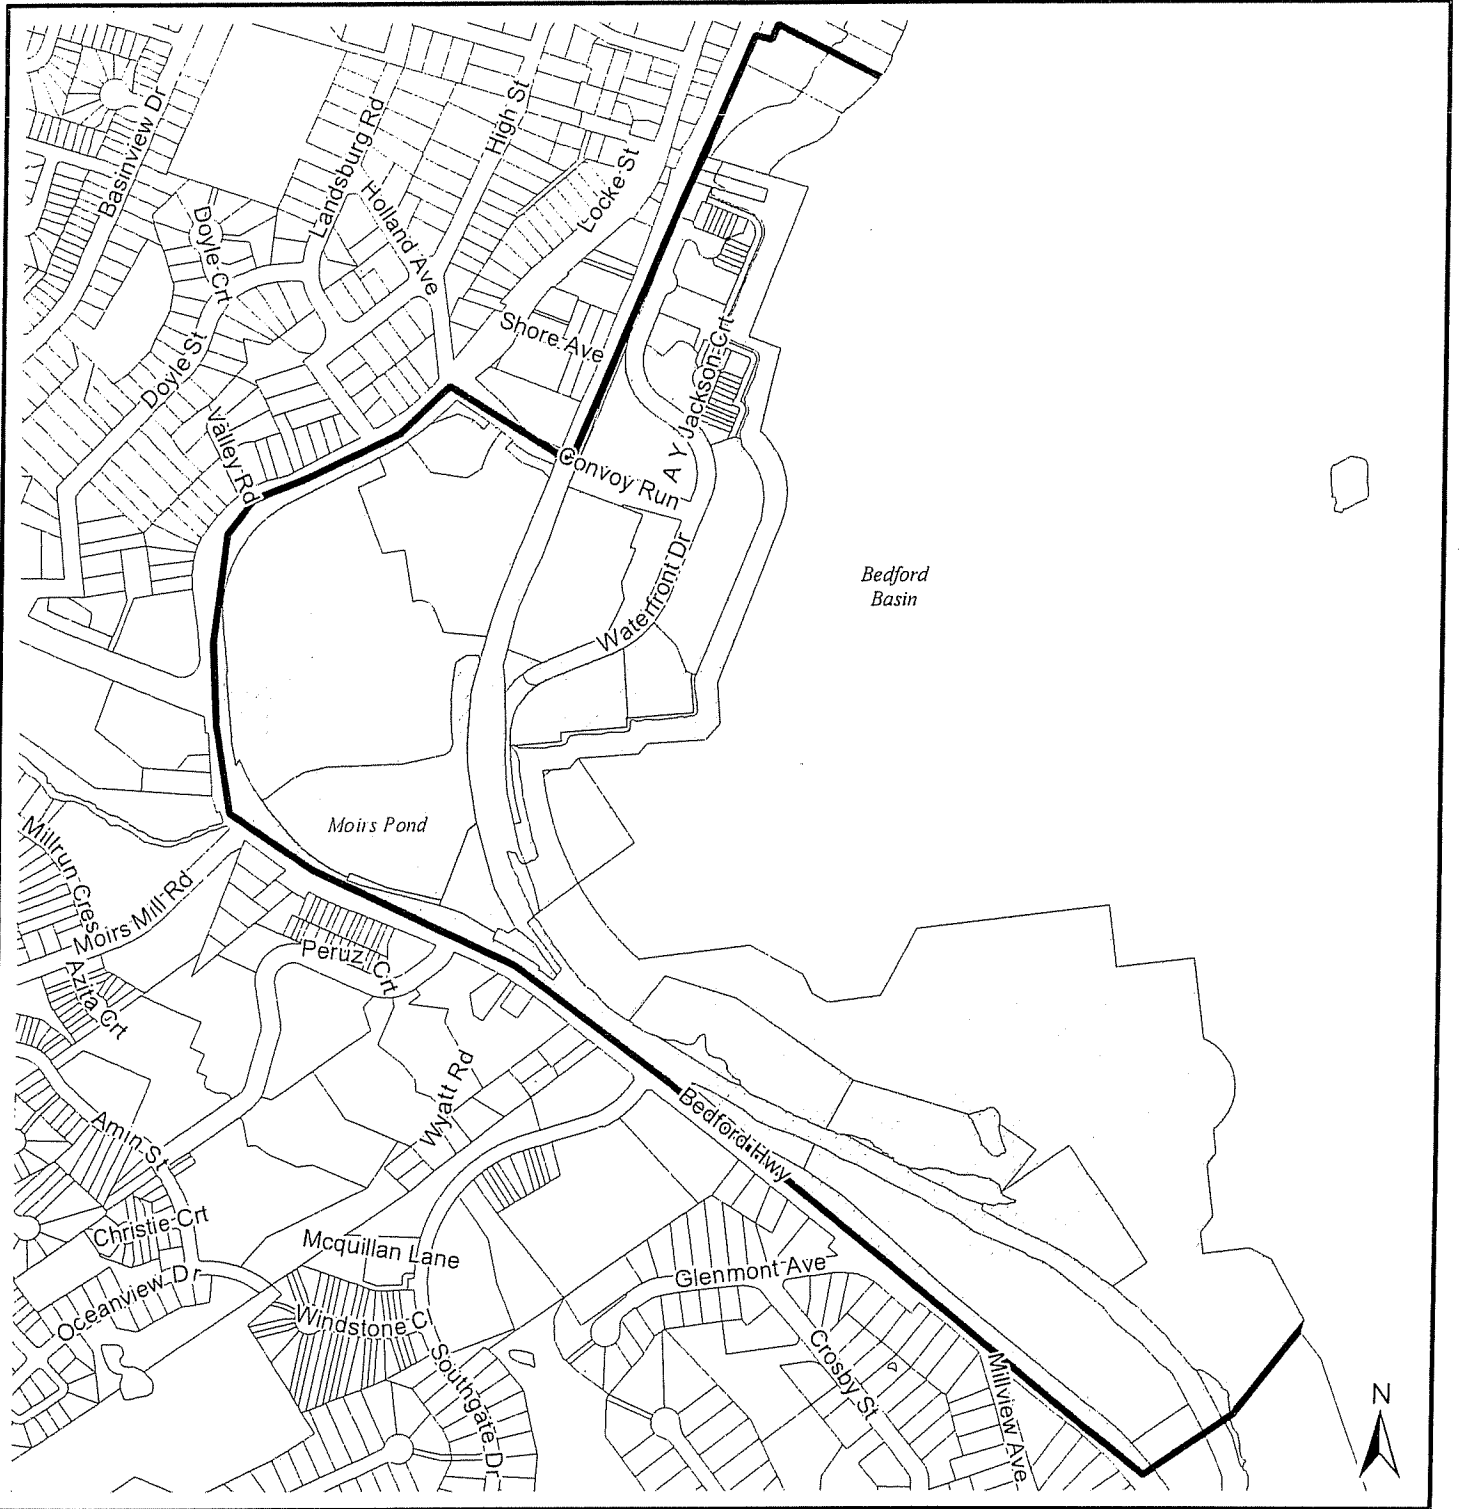 Basinview Dr
Landsburg Rd
High St
Locke St
Holland Ave
Doyle Crt
Shore Ave
Doyle St
A Y Jackson Crt
Valley Rd
Convoy Run
Waterfront Dr
Bedford
Basin
Moirs Pond
Millrun Cres
Moirs Mill Rd
Peruz Crt
Azita Crt
Wyatt Rd
Bedford Hwy
Amin St
Christie Crt
Mcquillan Lane
Glenmont Ave
Oceanview Dr
Windstone C
Crosby St
Southgate Dr
Millview Ave
N